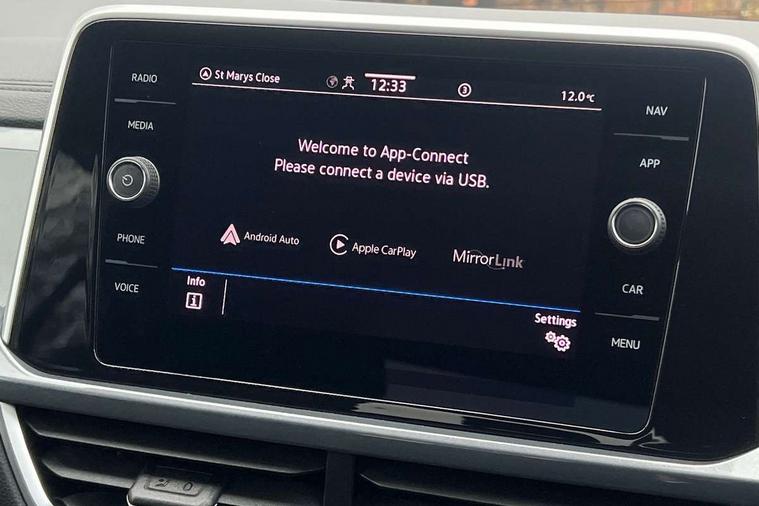 RADIO
MEDIA
PHONE
VOICE
St Marys Close
12:33
3
12.0°C
Welcome to App-Connect
Please connect a device via USB.
Android Auto
Apple CarPlay
MirrorLink
Info
i
Settings
NAV
APP
CAR
MENU
0